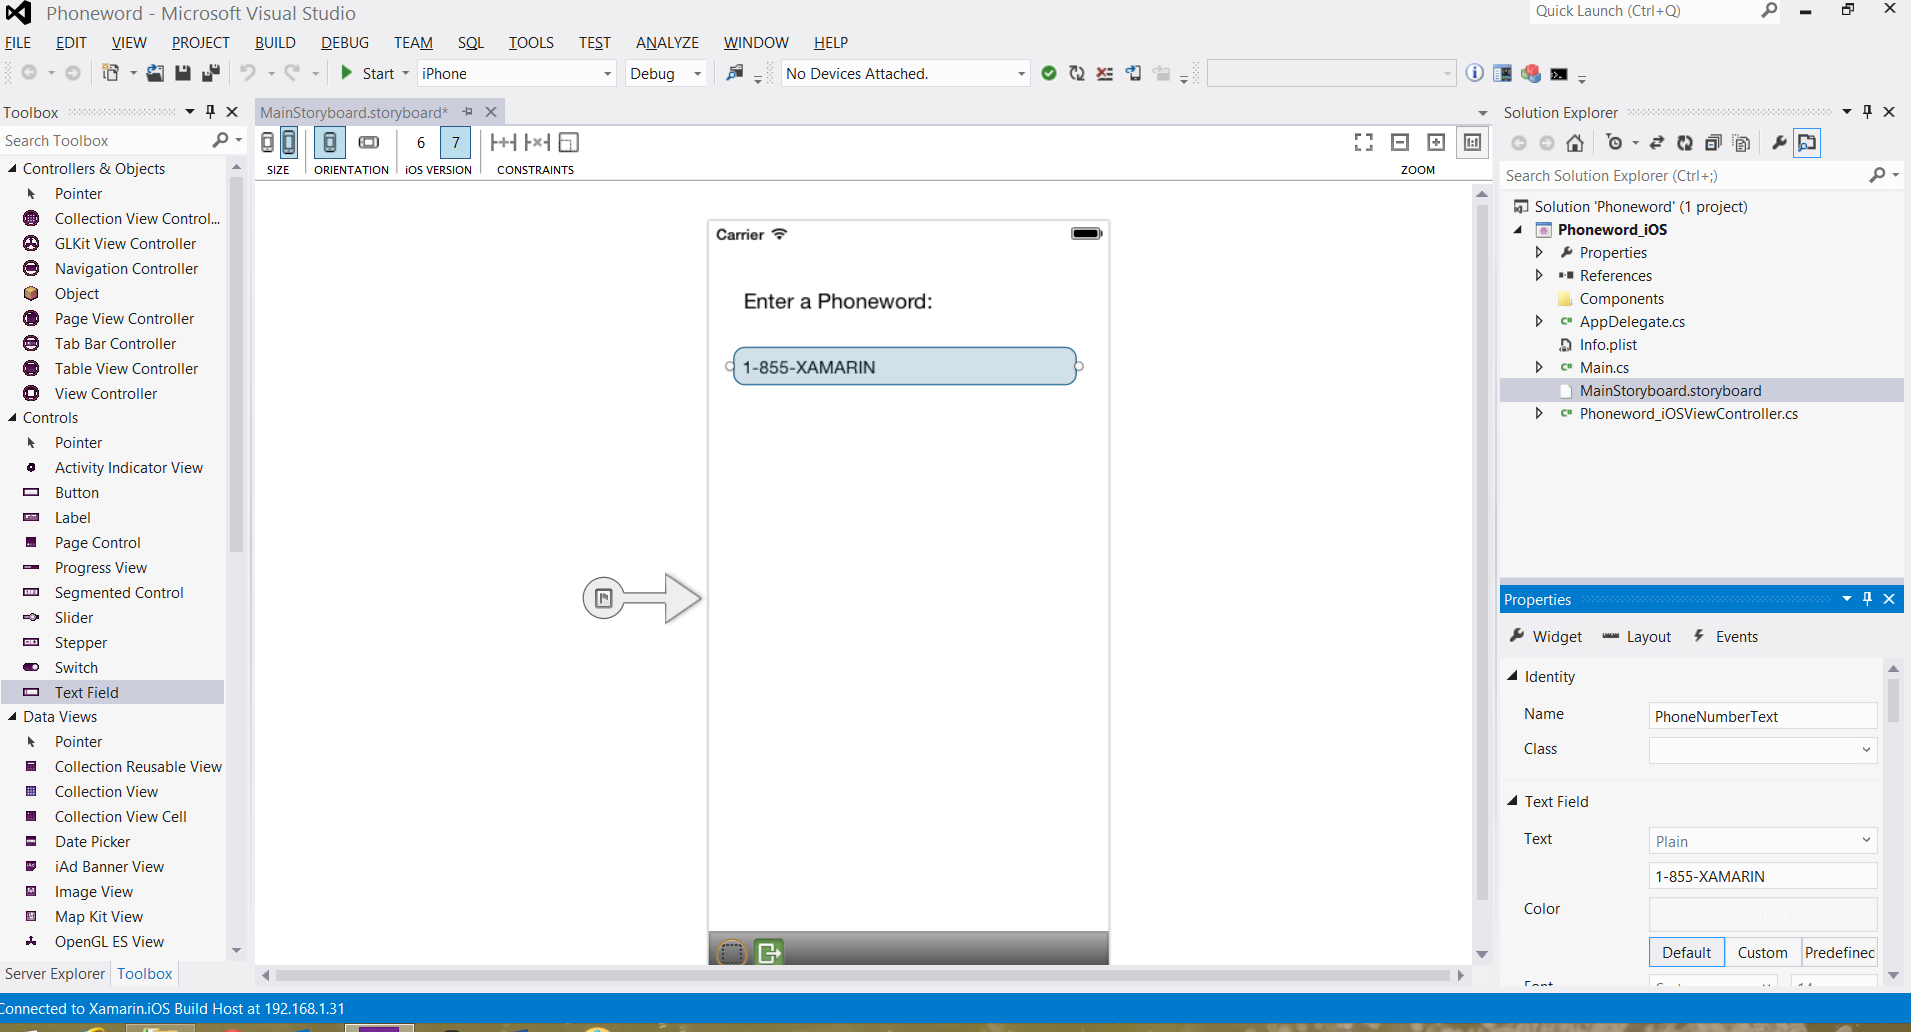 Phoneword - Microsoft Visual Studio
Quick Launch (Ctrl+Q)
FILE EDIT VIEW PROJECT BUILD DEBUG TEAM SQL TOOLS TEST ANALYZE WINDOW HELP
Start iPhone Debug No Devices Attached.
Toolbox
Search Toolbox
Controllers & Objects
Pointer
Collection View Control...
GLKit View Controller
Navigation Controller
Object
Page View Controller
Tab Bar Controller
Table View Controller
View Controller
Controls
Pointer
Activity Indicator View
Button
Label
Page Control
Progress View
Segmented Control
Slider
Stepper
Switch
Text Field
Data Views
Pointer
Collection Reusable View
Collection View
Collection View Cell
Date Picker
iAd Banner View
Image View
Map Kit View
OpenGL ES View
Server Explorer Toolbox
MainStoryboard.storyboard*
6 7
SIZE ORIENTATION iOS VERSION CONSTRAINTS ZOOM
Carrier
Enter a Phoneword:
1-855-XAMARIN
Solution Explorer
Search Solution Explorer (Ctrl+;)
Solution 'Phoneword' (1 project)
Phoneword_iOS
Properties
References
Components
AppDelegate.cs
Info.plist
Main.cs
MainStoryboard.storyboard
Phoneword_iOSViewController.cs
Properties
Widget Layout Events
Identity
Name PhoneNumberText
Class
Text Field
Text Plain
1-855-XAMARIN
Color Default
Default Custom Predefined
Font
Connected to Xamarin.iOS Build Host at 192.168.1.31